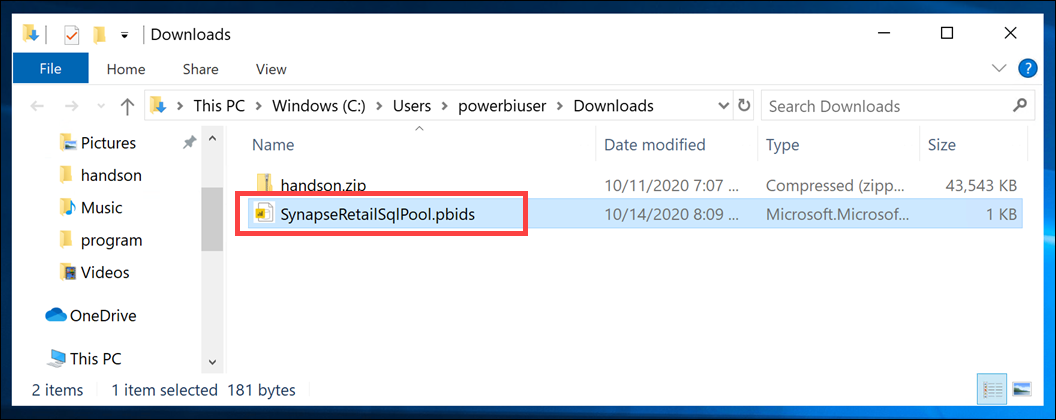 Downloads
File Home Share View
This PC Windows (C:) Users powerbiuser Downloads Search Downloads
Name Date modified Type Size
Pictures
handson
Music
program
Videos
OneDrive
This PC
handson.zip 10/11/2020 7:07 ... Compressed (zipp... 43,543 KB
SynapseRetailSqlPool.pbids 10/14/2020 8:09 ... Microsoft.Microsof... 1 KB
2 items 1 item selected 181 bytes